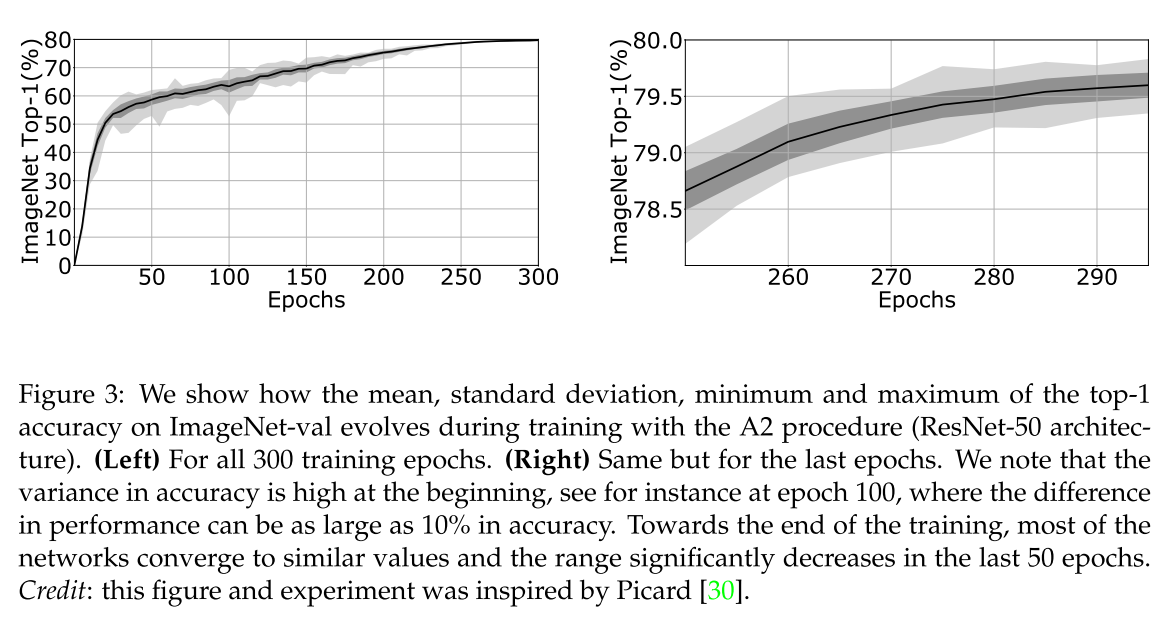 80
70
60
50
40
30
20
10
0
ImageNet Top-1(%)
50 100 150 200 250 300
Epochs
80.0
79.5
79.0
78.5
ImageNet Top-1(%)
260 270 280 290
Epochs
Figure 3: We show how the mean, standard deviation, minimum and maximum of the top-1
accuracy on ImageNet-val evolves during training with the A2 procedure (ResNet-50 architec-
ture). (Left) For all 300 training epochs. (Right) Same but for the last epochs. We note that the
variance in accuracy is high at the beginning, see for instance at epoch 100, where the difference
in performance can be as large as 10% in accuracy. Towards the end of the training, most of the
networks converge to similar values and the range significantly decreases in the last 50 epochs.
Credit: this figure and experiment was inspired by Picard [30].